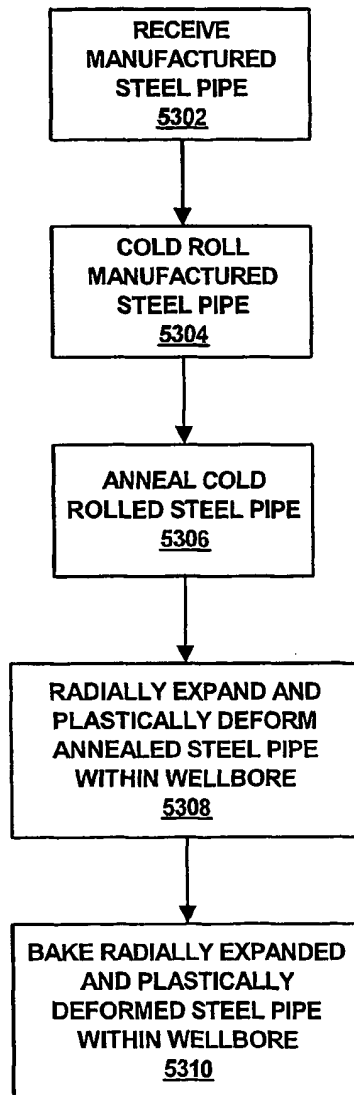 RECEIVE
MANUFACTURED
STEEL PIPE
5302
COLD ROLL
MANUFACTURED
STEEL PIPE
5304
ANNEAL COLD
ROLLED STEEL PIPE
5306
RADIALLY EXPAND AND
PLASTICALLY DEFORM
ANNEALED STEEL PIPE
WITHIN WELLBORE
5308
BAKE RADIALLY EXPANDED
AND PLASTICALLY
DEFORMED STEEL PIPE
WITHIN WELLBORE
5310